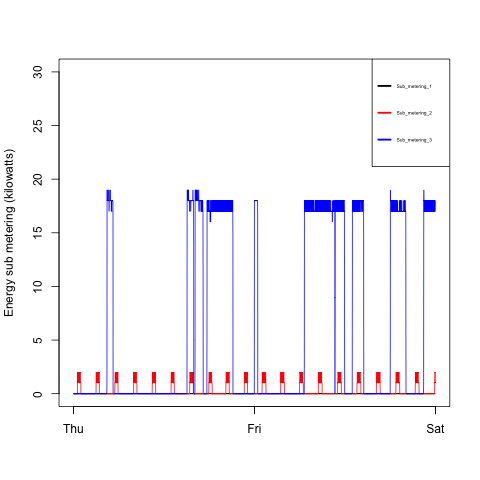 Energy sub metering (kilowatts)
30
25
20
15
10
5
0
Thu
Fri
Sat
Sub_metering_1
Sub_metering_2
Sub_metering_3